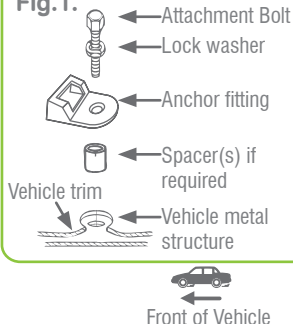 Fig.1.
Attachment Bolt
Lock washer
Anchor fitting
Spacer(s) if
required
Vehicle trim
Vehicle metal
structure
Front of Vehicle